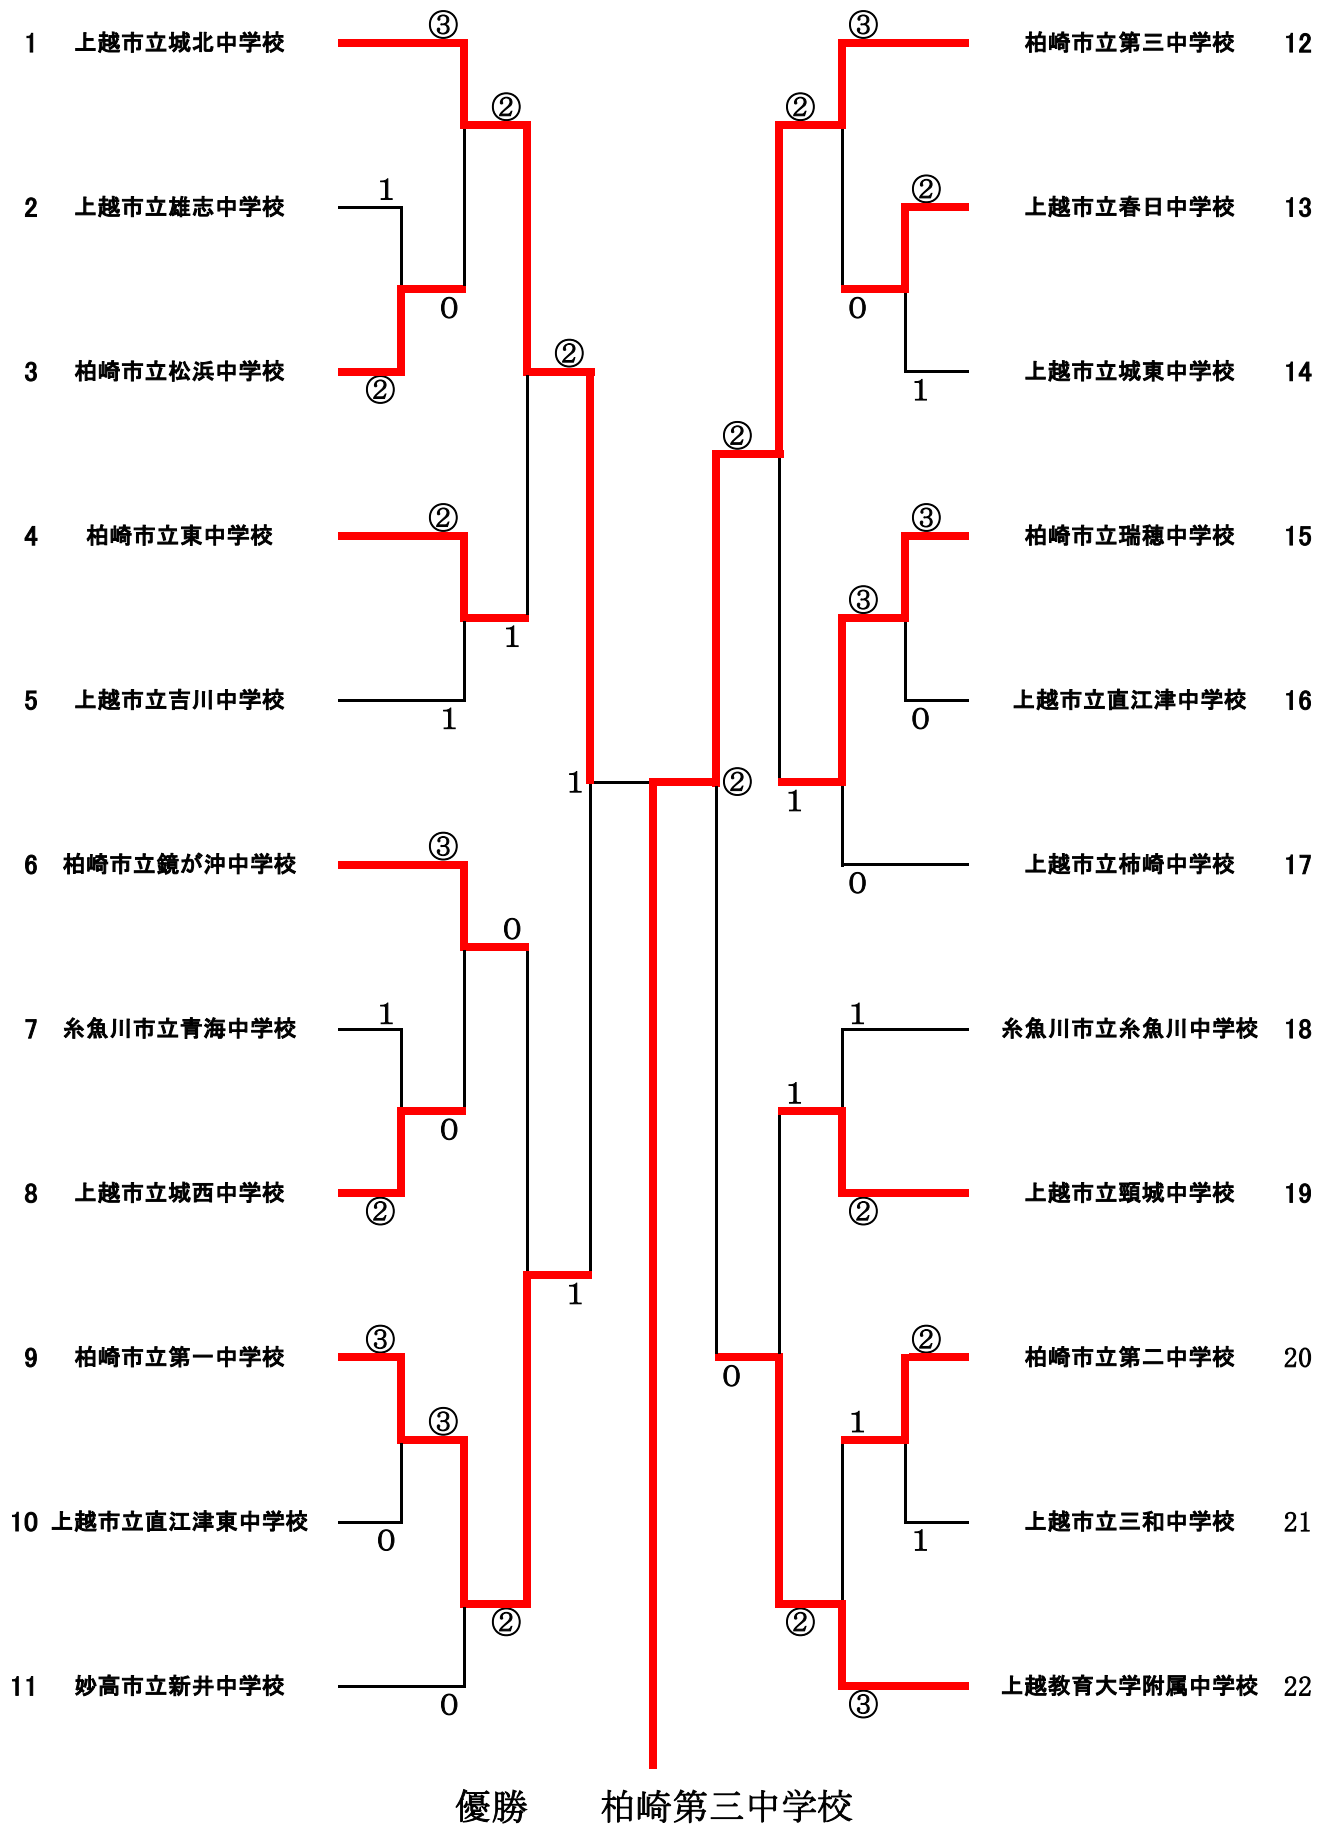 ③ ③
1 上越市立城北中学校 柏崎市立第三中学校 12
② ②
1 ②
2 上越市立雄志中学校 上越市立春日中学校 13
0 0
② ②
3 柏崎市立松浜中学校 上越市立城東中学校 14
② 1
②
② ③
4 柏崎市立東中学校 柏崎市立瑞穂中学校 15
③
1
5 上越市立吉川中学校 上越市立直江津中学校 16
1 0
1 ② 1
③
6 柏崎市立鏡が沖中学校 上越市立柿崎中学校 17
0
0
1 1
7 糸魚川市立青海中学校 糸魚川市立糸魚川中学校 18
1
0
8 上越市立城西中学校 上越市立頸城中学校 19
② ②
1
③ ②
9 柏崎市立第一中学校 柏崎市立第二中学校 20
0
③ 1
10 上越市立直江津東中学校 上越市立三和中学校 21
0 1
② ②
11 妙高市立新井中学校 上越教育大学附属中学校 22
0 ③
優勝 柏崎第三中学校